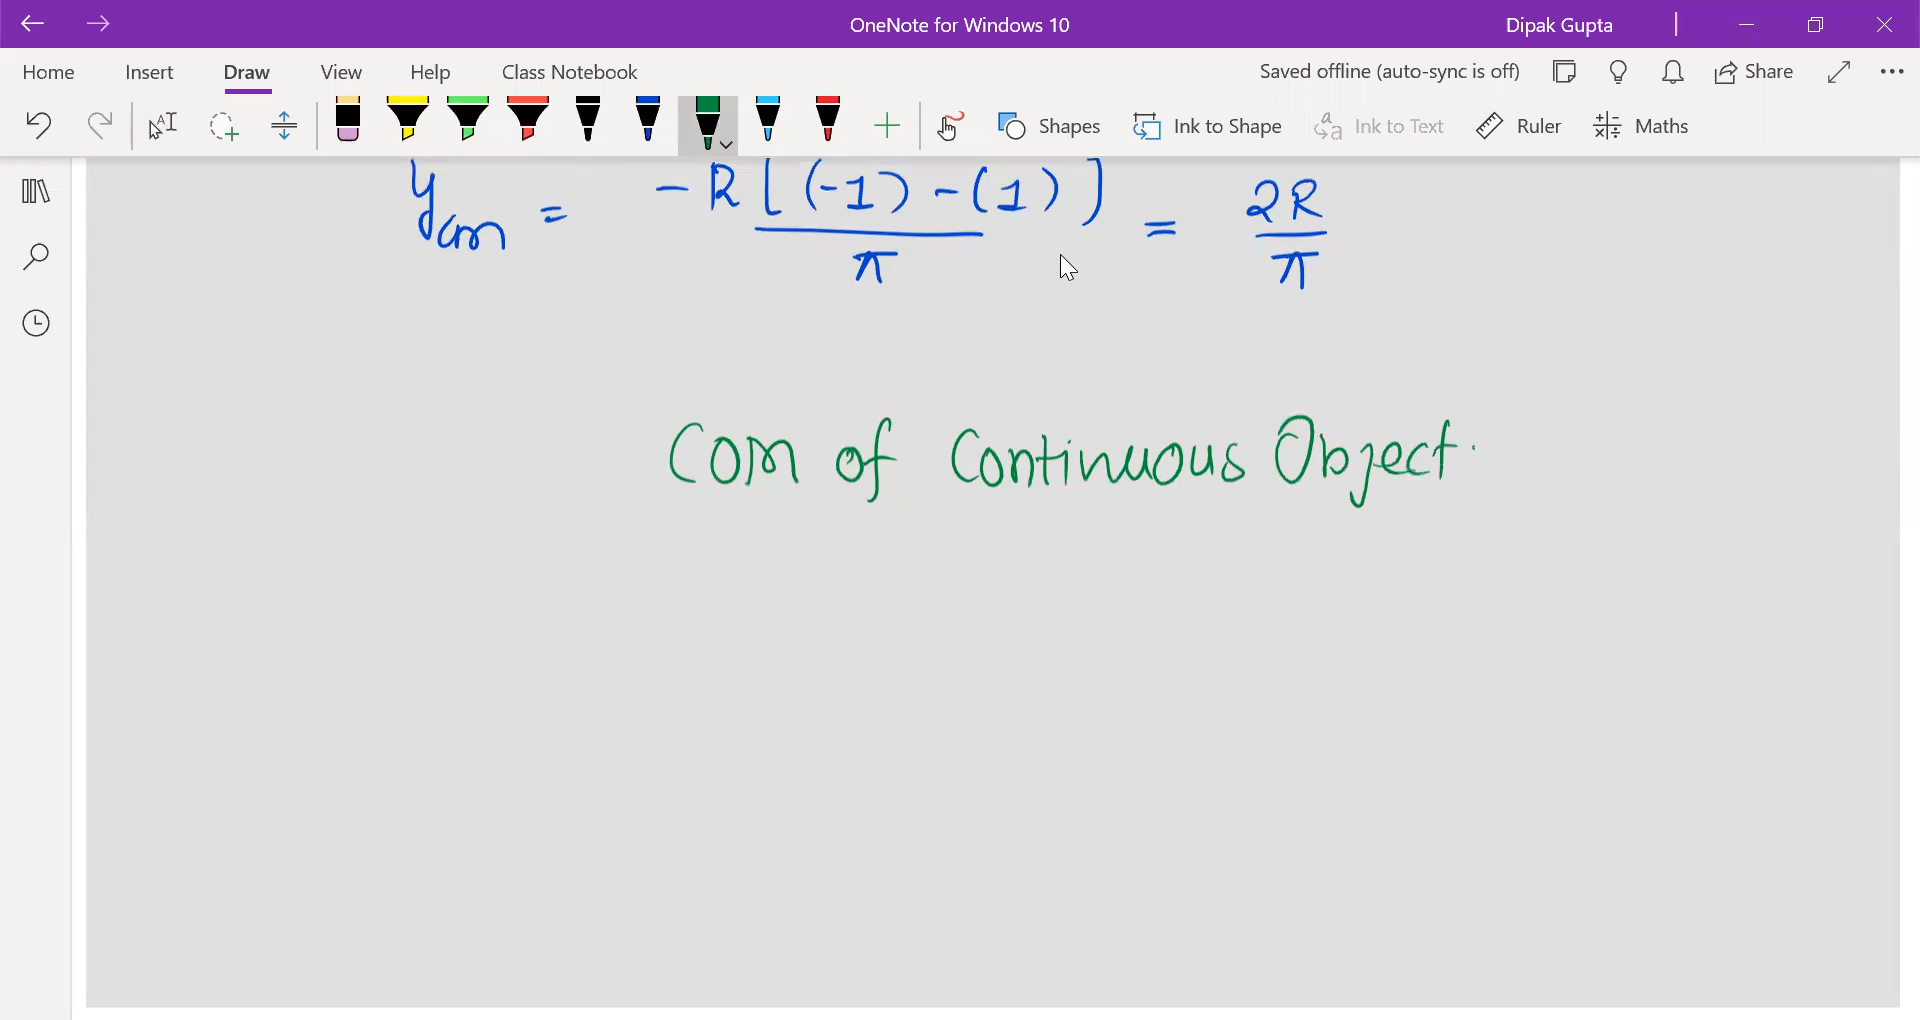 OneNote for Windows 10
Dipak Gupta
Home Insert Draw View Help Class Notebook
Saved offline (auto-sync is off) Share
Shapes Ink to Shape Ink to Text Ruler Maths
y_cm = -R[(-1)-(1)]/π = 2R/π
COM of Continuous Object.